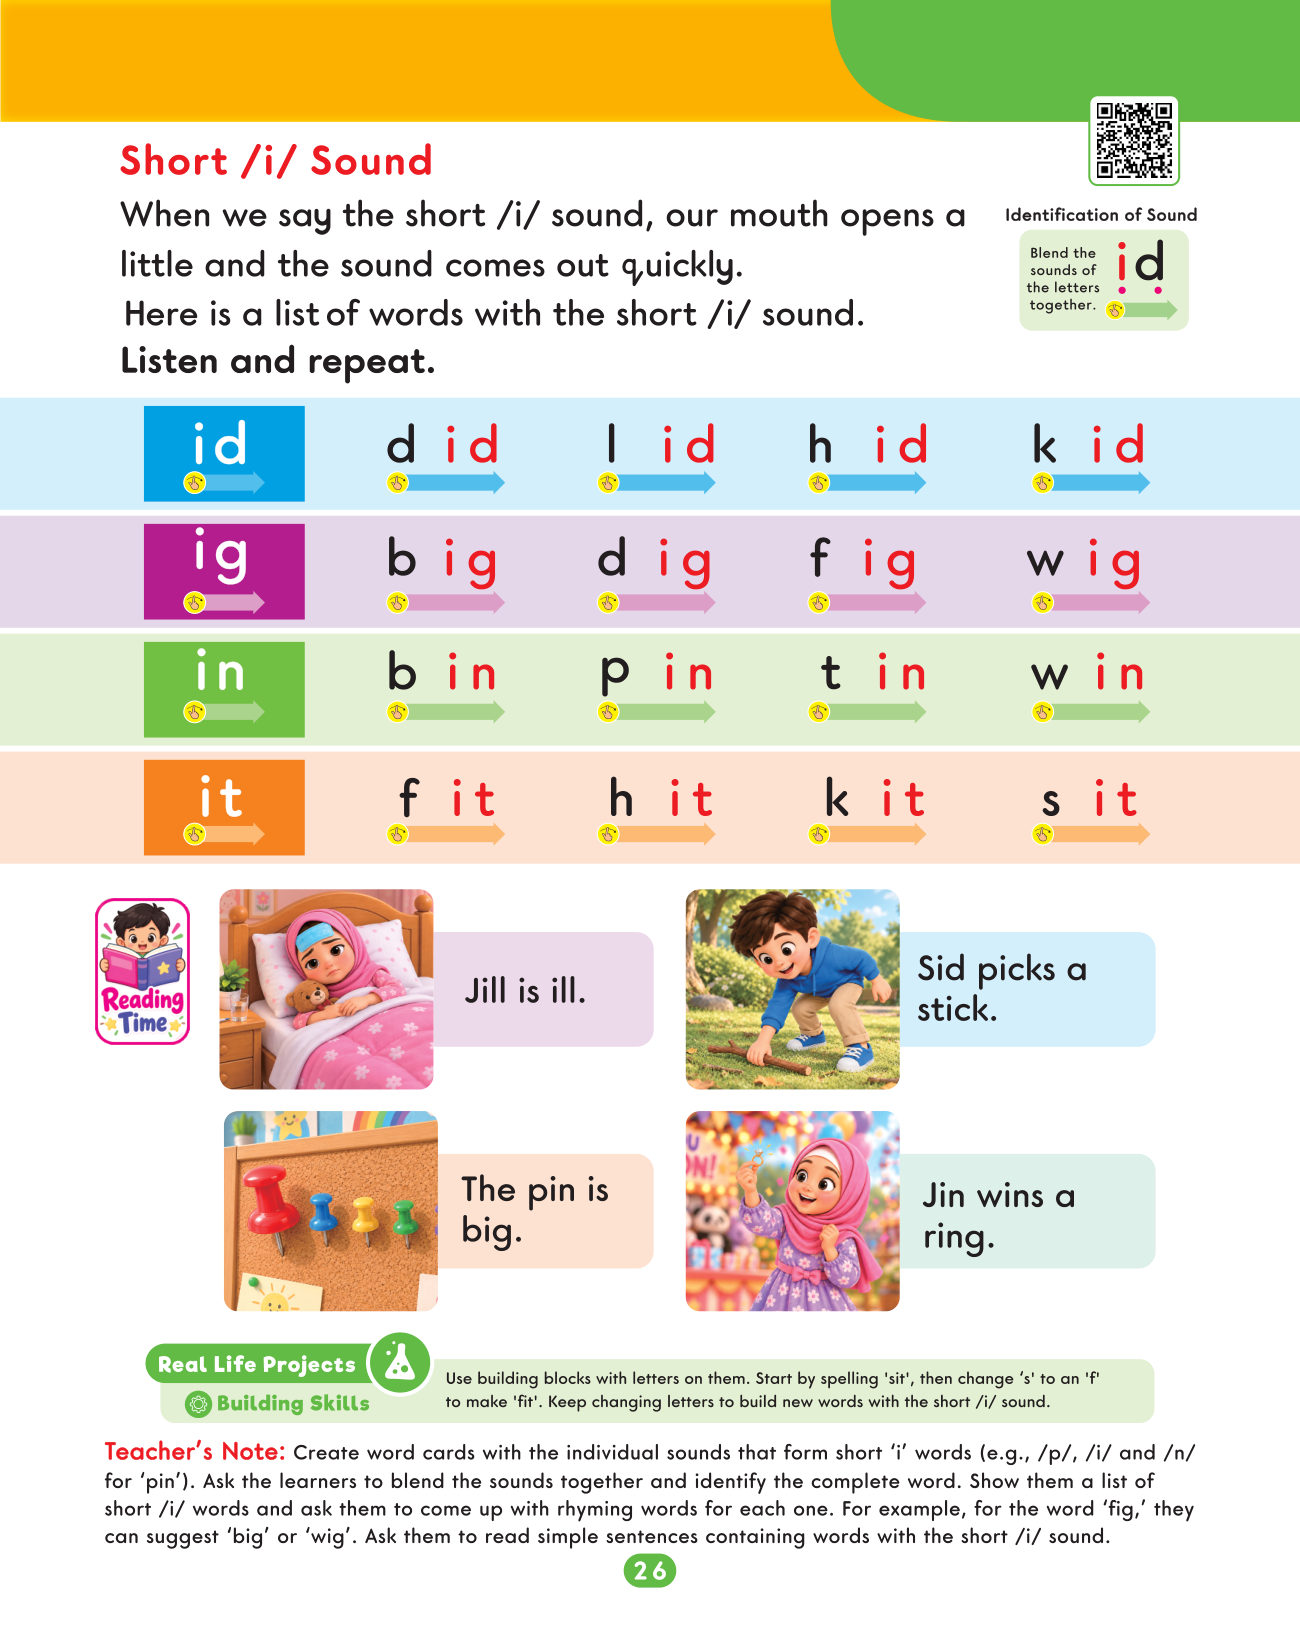 Short /i/ Sound
When we say the short /i/ sound, our mouth opens a
little and the sound comes out quickly.
Here is a list of words with the short /i/ sound.
Listen and repeat.
Identification of Sound
Blend the
sounds of
the letters
together.
id
id
d id
l id
h id
k id
ig
b ig
d ig
f ig
w ig
in
b in
p in
t in
w in
it
f it
h it
k it
s it
Reading
Time
Jill is ill.
Sid picks a
stick.
The pin is
big.
Jin wins a
ring.
Real Life Projects
Building Skills
Use building blocks with letters on them. Start by spelling 'sit', then change ‘s' to an 'f'
to make 'fit'. Keep changing letters to build new words with the short /i/ sound.
Teacher’s Note: Create word cards with the individual sounds that form short ‘i’ words (e.g., /p/, /i/ and /n/
for ‘pin’). Ask the learners to blend the sounds together and identify the complete word. Show them a list of
short /i/ words and ask them to come up with rhyming words for each one. For example, for the word ‘fig,’ they
can suggest ‘big’ or ‘wig’. Ask them to read simple sentences containing words with the short /i/ sound.
26